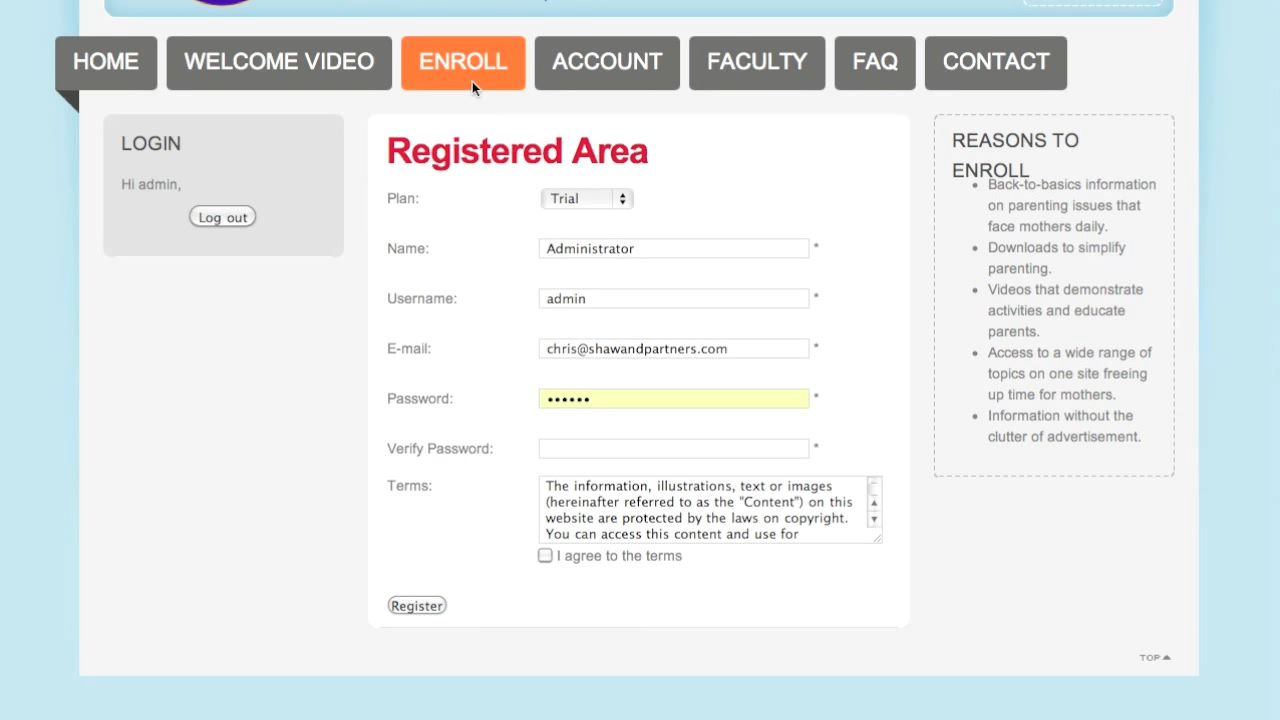 HOME WELCOME VIDEO ENROLL ACCOUNT FACULTY FAQ CONTACT
LOGIN
Hi admin,
Log out
Registered Area
Plan: Trial
Name: Administrator *
Username: admin *
E-mail: chris@shawandpartners.com *
Password: •••••• *
Verify Password: *
Terms: The information, illustrations, text or images
(hereinafter referred to as the "Content") on this
website are protected by the laws on copyright.
You can access this content and use for
I agree to the terms
Register
REASONS TO
ENROLL
• Back-to-basics information
on parenting issues that
face mothers daily.
• Downloads to simplify
parenting.
• Videos that demonstrate
activities and educate
parents.
• Access to a wide range of
topics on one site freeing
up time for mothers.
• Information without the
clutter of advertisement.
TOP